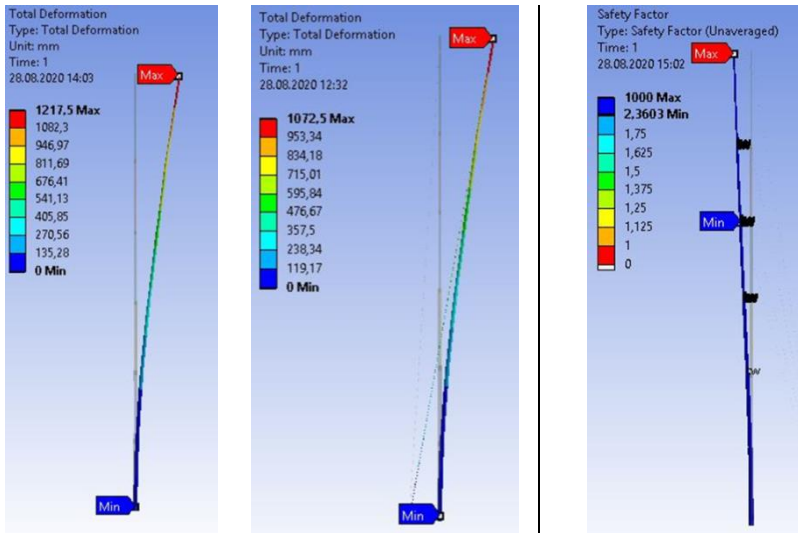 Total Deformation
Type: Total Deformation
Unit: mm
Time: 1
28.08.2020 14:03
Max
1217,5 Max
1082,3
946,97
811,69
676,41
541,13
405,85
270,56
135,28
0 Min
Min
Total Deformation
Type: Total Deformation
Unit: mm
Time: 1
28.08.2020 12:32
Max
1072,5 Max
953,34
834,18
715,01
595,84
476,67
357,5
238,34
119,17
0 Min
Min
Safety Factor
Type: Safety Factor (Unaveraged)
Time: 1
28.08.2020 15:02
Max
1000 Max
2,3603 Min
1,75
1,625
1,5
1,375
1,25
1,125
1
0
Min